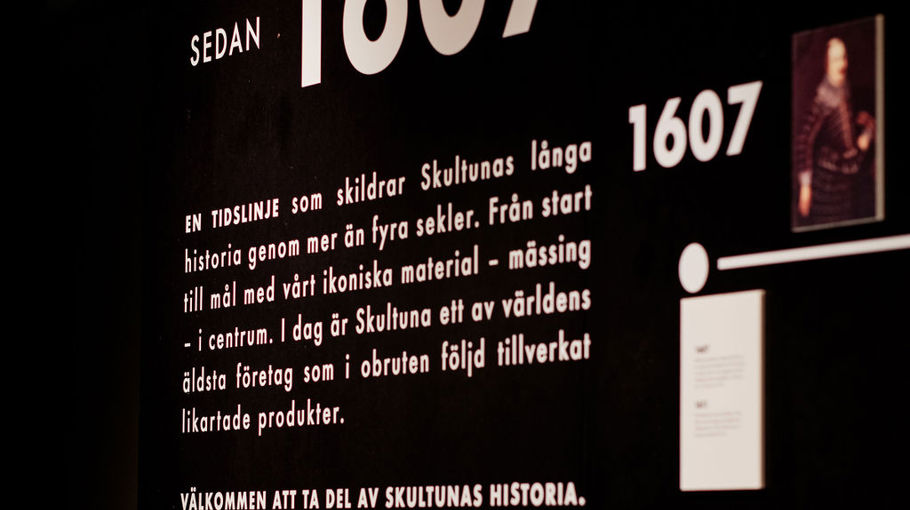 SEDAN 1607
EN TIDSLINJE som skildrar Skultunas långa
historia genom mer än fyra sekler. Från start
till mål med vårt ikoniska material – mässing
– i centrum. I dag är Skultuna ett av världens
äldsta företag som i obruten följd tillverkat
likartade produkter.
VÄLKOMMEN ATT TA DEL AV SKULTUNAS HISTORIA.
1607